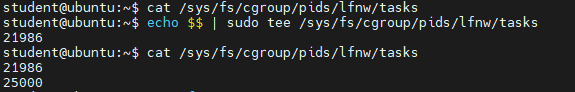 student@ubuntu:~$ cat /sys/fs/cgroup/pids/lfnw/tasks
student@ubuntu:~$ echo $$ | sudo tee /sys/fs/cgroup/pids/lfnw/tasks
21986
student@ubuntu:~$ cat /sys/fs/cgroup/pids/lfnw/tasks
21986
25000